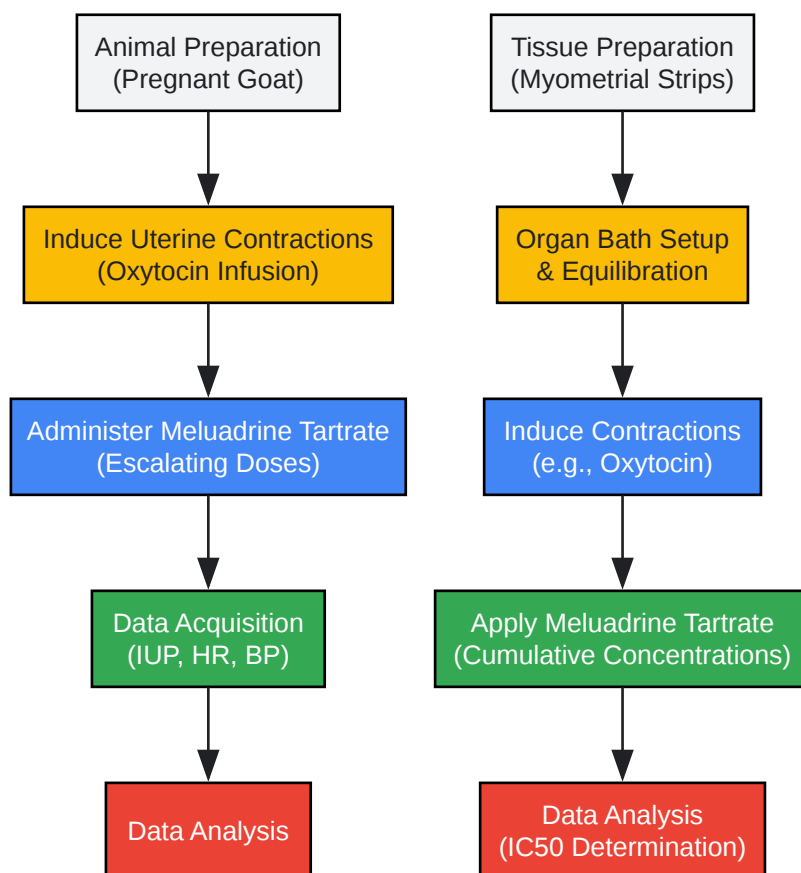 Animal Preparation
(Pregnant Goat)
Induce Uterine Contractions
(Oxytocin Infusion)
Administer Meluadrine Tartrate
(Escalating Doses)
Data Acquisition
(IUP, HR, BP)
Data Analysis
Tissue Preparation
(Myometrial Strips)
Organ Bath Setup
& Equilibration
Induce Contractions
(e.g., Oxytocin)
Apply Meluadrine Tartrate
(Cumulative Concentrations)
Data Analysis
(IC50 Determination)